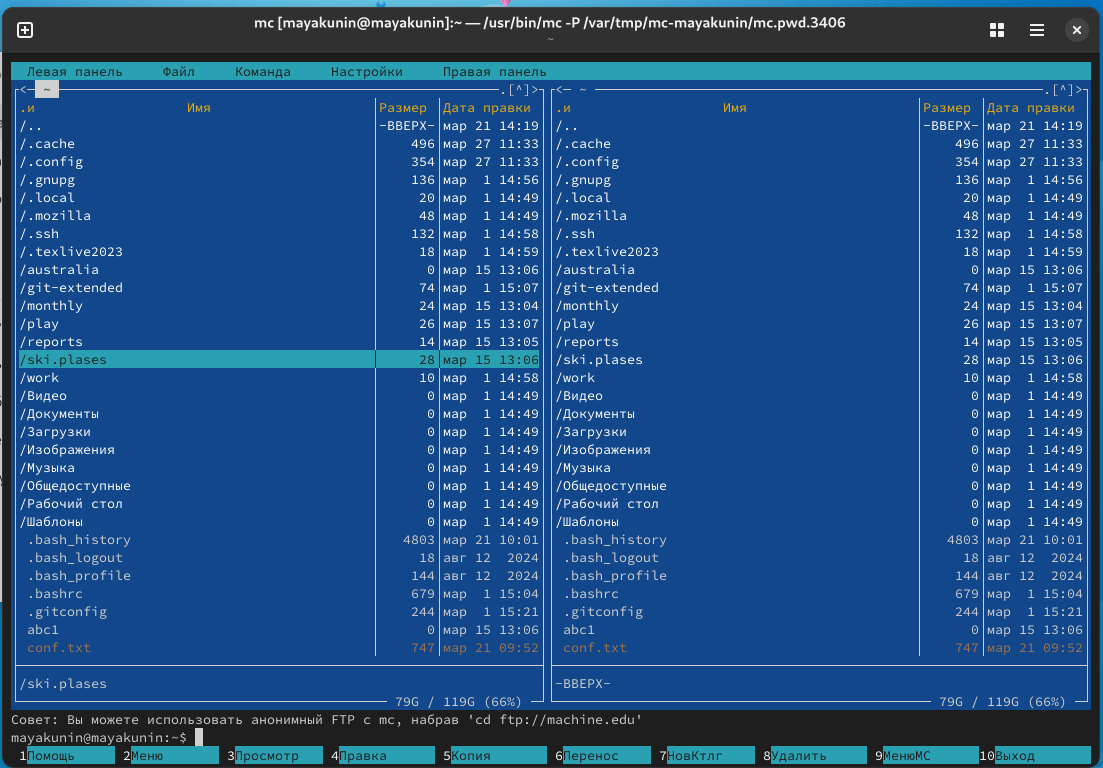 mc [mayakunin@mayakunin]:~ — /usr/bin/mc -P /var/tmp/mc-mayakunin/mc.pwd.3406
~
Левая панель Файл Команда Настройки Правая панель
<─ ~ ─.[^]>
.и Имя Размер Дата правки
/.. -ВВЕРХ- мар 21 14:19
/.cache 496 мар 27 11:33
/.config 354 мар 27 11:33
/.gnupg 136 мар 1 14:56
/.local 20 мар 1 14:49
/.mozilla 48 мар 1 14:49
/.ssh 132 мар 1 14:58
/.texlive2023 18 мар 1 14:59
/australia 0 мар 15 13:06
/git-extended 74 мар 1 15:07
/monthly 24 мар 15 13:04
/play 26 мар 15 13:07
/reports 14 мар 15 13:05
/ski.plases 28 мар 15 13:06
/work 10 мар 1 14:58
/Видео 0 мар 1 14:49
/Документы 0 мар 1 14:49
/Загрузки 0 мар 1 14:49
/Изображения 0 мар 1 14:49
/Музыка 0 мар 1 14:49
/Общедоступные 0 мар 1 14:49
/Рабочий стол 0 мар 1 14:49
/Шаблоны 0 мар 1 14:49
.bash_history 4803 мар 21 10:01
.bash_logout 18 авг 12 2024
.bash_profile 144 авг 12 2024
.bashrc 679 мар 1 15:04
.gitconfig 244 мар 1 15:21
abc1 0 мар 15 13:06
conf.txt 747 мар 21 09:52
/ski.plases
79G / 119G (66%)
<─ ~ ─.[^]>
.и Имя Размер Дата правки
/.. -ВВЕРХ- мар 21 14:19
/.cache 496 мар 27 11:33
/.config 354 мар 27 11:33
/.gnupg 136 мар 1 14:56
/.local 20 мар 1 14:49
/.mozilla 48 мар 1 14:49
/.ssh 132 мар 1 14:58
/.texlive2023 18 мар 1 14:59
/australia 0 мар 15 13:06
/git-extended 74 мар 1 15:07
/monthly 24 мар 15 13:04
/play 26 мар 15 13:07
/reports 14 мар 15 13:05
/ski.plases 28 мар 15 13:06
/work 10 мар 1 14:58
/Видео 0 мар 1 14:49
/Документы 0 мар 1 14:49
/Загрузки 0 мар 1 14:49
/Изображения 0 мар 1 14:49
/Музыка 0 мар 1 14:49
/Общедоступные 0 мар 1 14:49
/Рабочий стол 0 мар 1 14:49
/Шаблоны 0 мар 1 14:49
.bash_history 4803 мар 21 10:01
.bash_logout 18 авг 12 2024
.bash_profile 144 авг 12 2024
.bashrc 679 мар 1 15:04
.gitconfig 244 мар 1 15:21
abc1 0 мар 15 13:06
conf.txt 747 мар 21 09:52
-ВВЕРХ-
79G / 119G (66%)
Совет: Вы можете использовать анонимный FTP с mc, набрав 'cd ftp://machine.edu'
mayakunin@mayakunin:~$
1Помощь 2Меню 3Просмотр 4Правка 5Копия 6Перенос 7НовКтлг 8Удалить 9МенюМС 10Выход